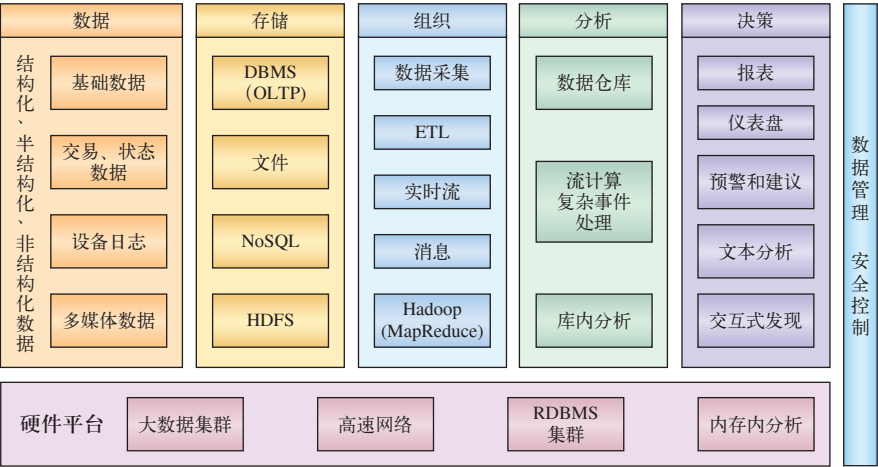 数据
结构化、半结构化、非结构化数据
基础数据
交易、状态
数据
设备日志
多媒体数据
存储
DBMS
（OLTP）
文件
NoSQL
HDFS
组织
数据采集
ETL
实时流
消息
Hadoop
(MapReduce)
分析
数据仓库
流计算
复杂事件
处理
库内分析
决策
报表
仪表盘
预警和建议
文本分析
交互式发现
数据管理 安全控制
硬件平台
大数据集群
高速网络
RDBMS
集群
内存内分析